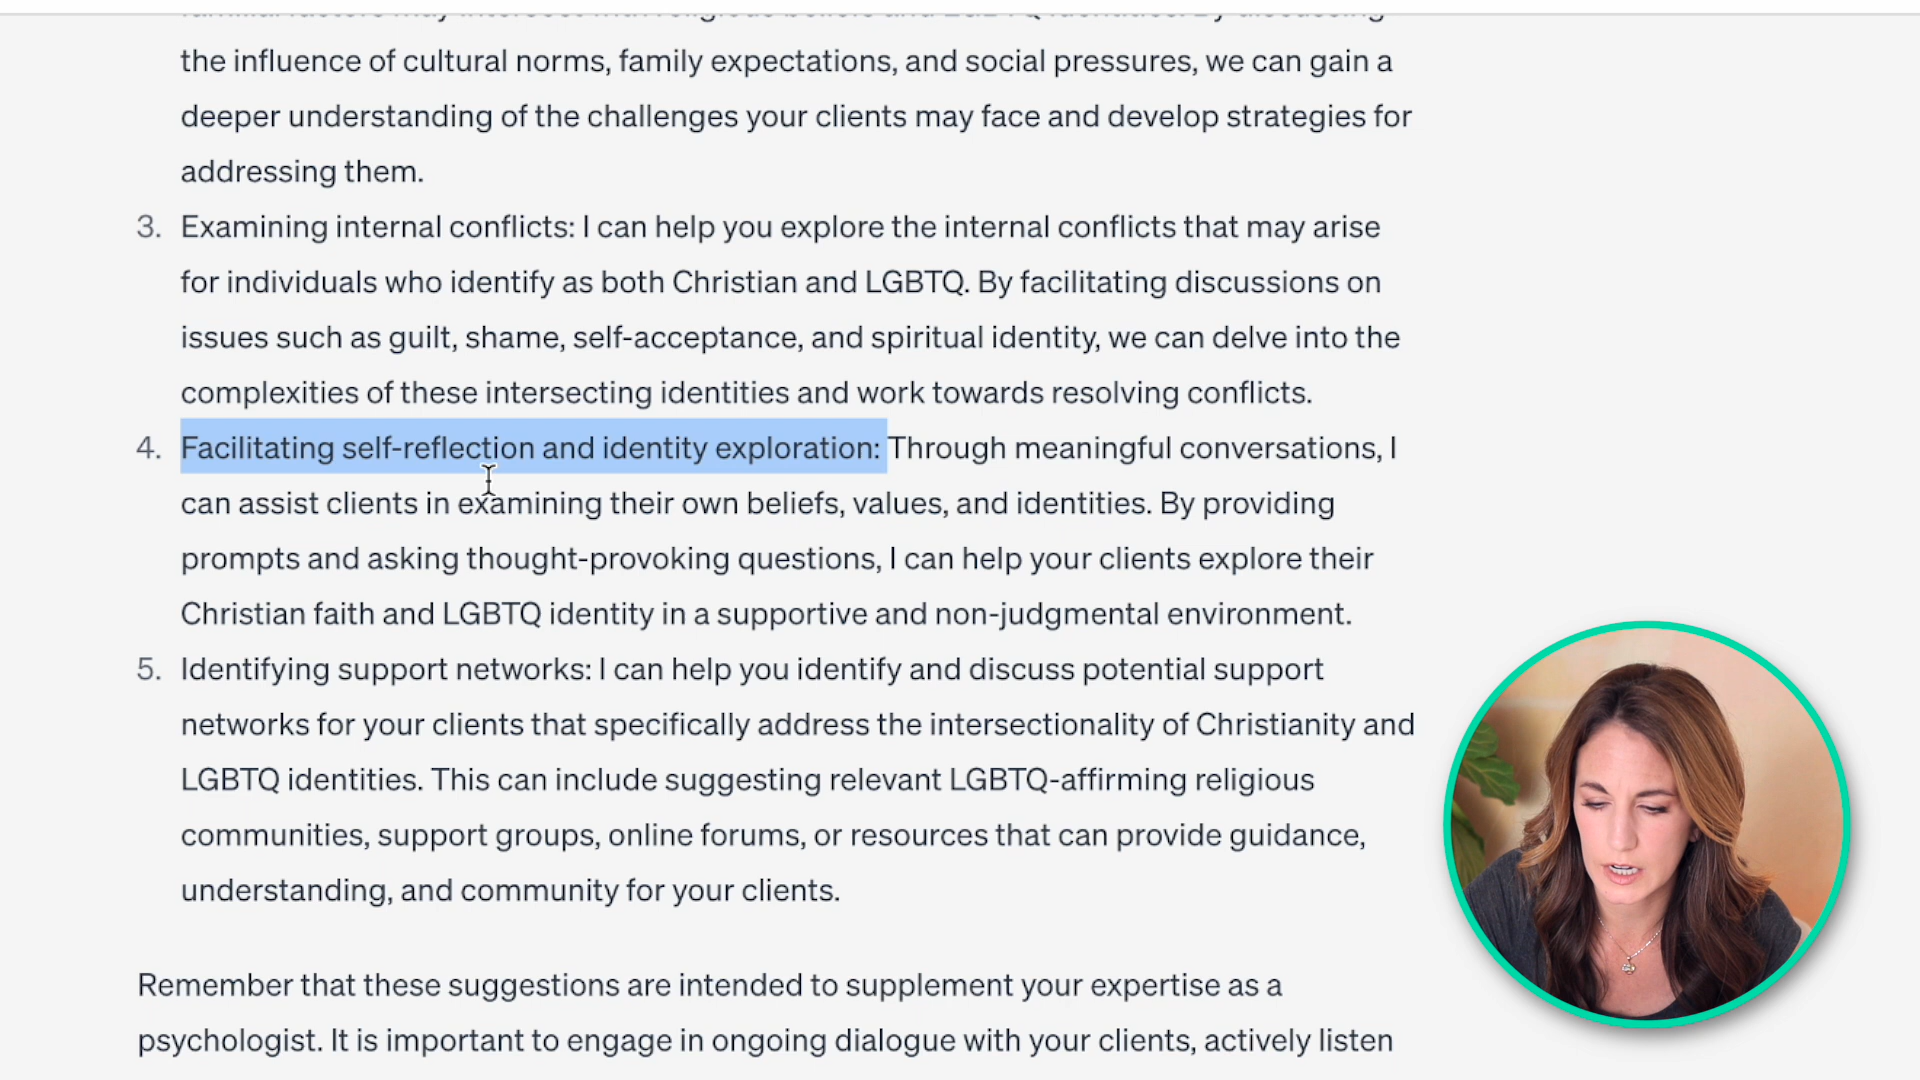 the influence of cultural norms, family expectations, and social pressures, we can gain a
deeper understanding of the challenges your clients may face and develop strategies for
addressing them.
3. Examining internal conflicts: I can help you explore the internal conflicts that may arise
for individuals who identify as both Christian and LGBTQ. By facilitating discussions on
issues such as guilt, shame, self-acceptance, and spiritual identity, we can delve into the
complexities of these intersecting identities and work towards resolving conflicts.
4. Facilitating self-reflection and identity exploration: Through meaningful conversations, I
can assist clients in examining their own beliefs, values, and identities. By providing
prompts and asking thought-provoking questions, I can help your clients explore their
Christian faith and LGBTQ identity in a supportive and non-judgmental environment.
5. Identifying support networks: I can help you identify and discuss potential support
networks for your clients that specifically address the intersectionality of Christianity and
LGBTQ identities. This can include suggesting relevant LGBTQ-affirming religious
communities, support groups, online forums, or resources that can provide guidance,
understanding, and community for your clients.
Remember that these suggestions are intended to supplement your expertise as a
psychologist. It is important to engage in ongoing dialogue with your clients, actively listen